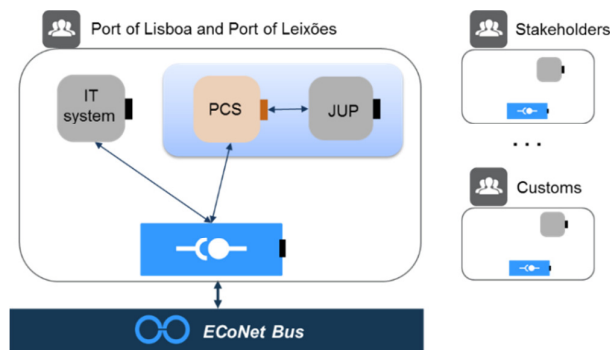 Port of Lisboa and Port of Leixões
Stakeholders
IT
system
PCS
JUP
. . .
Customs
ECoNet Bus